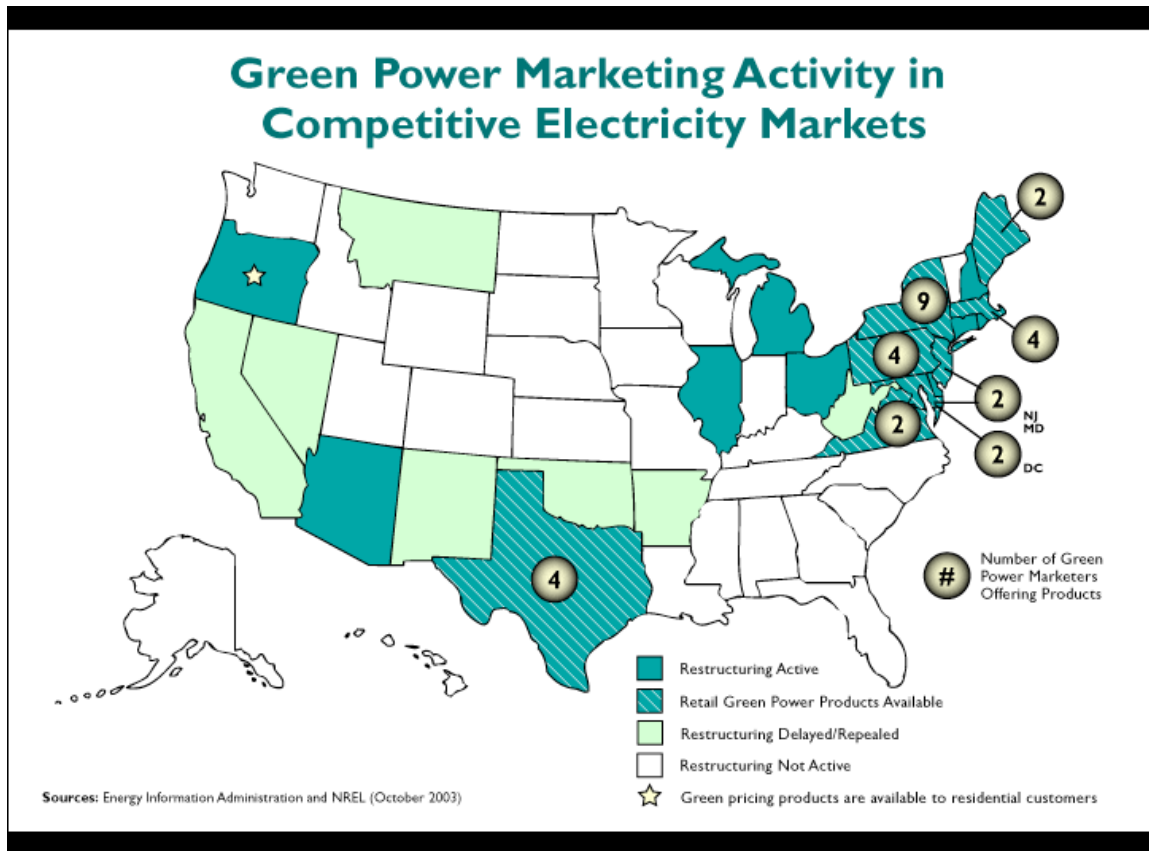 Green Power Marketing Activity in
Competitive Electricity Markets
2
9
4
4
2
NJ
MD
2
2
DC
4
#
Number of Green
Power Marketers
Offering Products
Restructuring Active
Retail Green Power Products Available
Restructuring Delayed/Repealed
Restructuring Not Active
Green pricing products are available to residential customers
Sources: Energy Information Administration and NREL (October 2003)